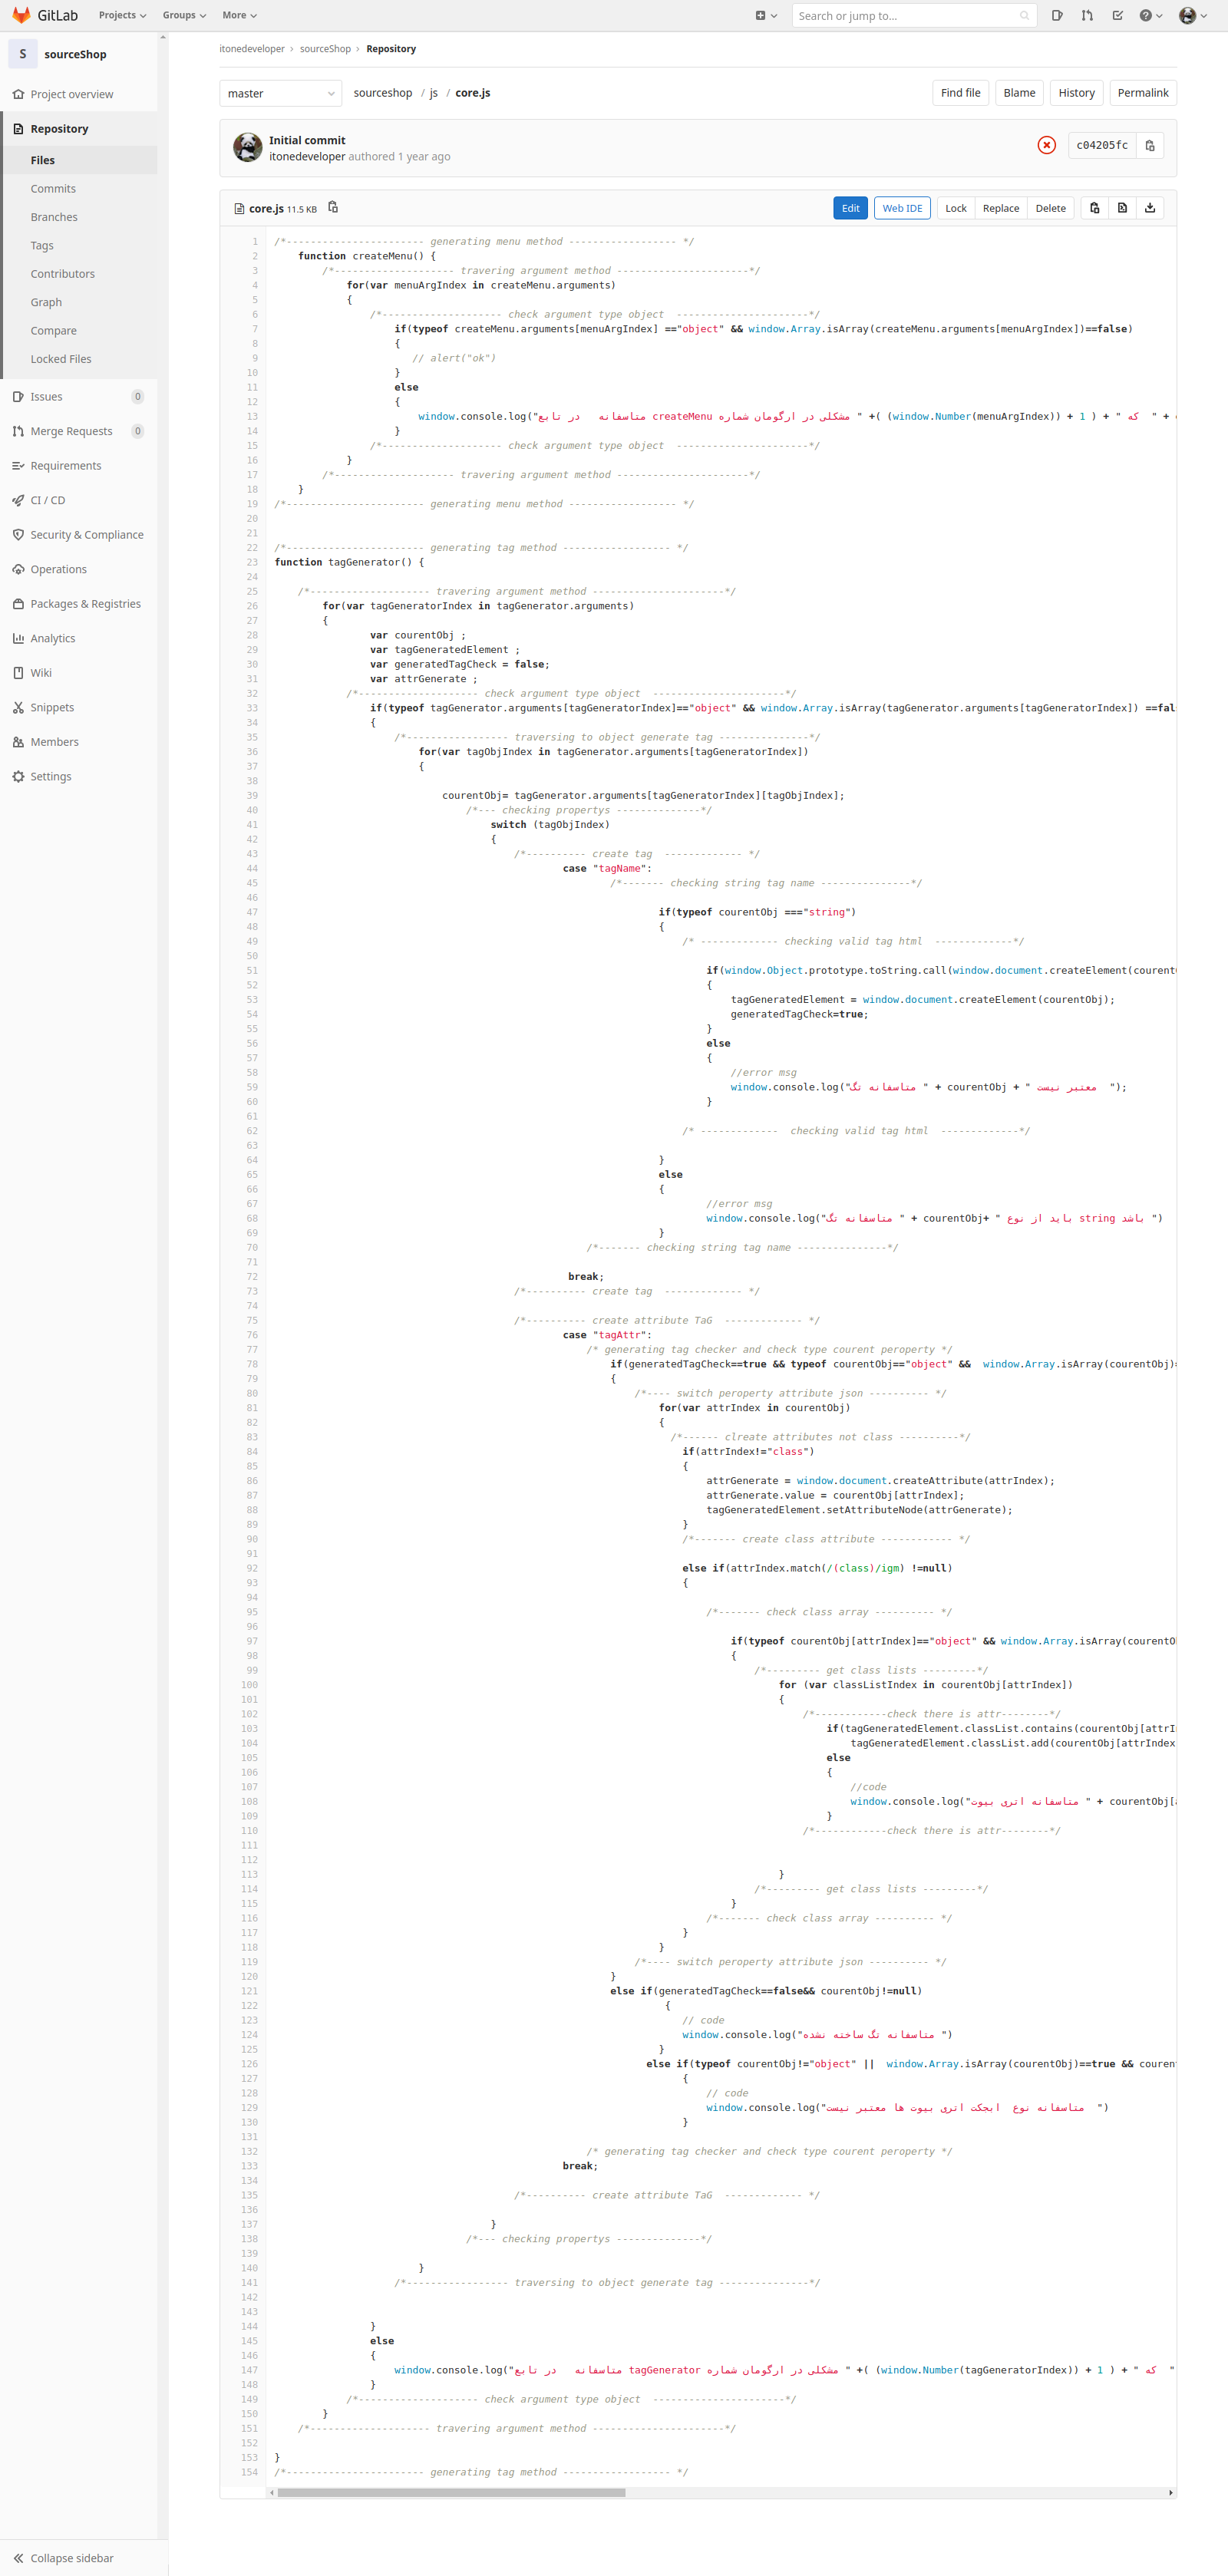 GitLab Projects Groups More Search or jump to...
S sourceShop
Project overview
Repository
Files
Commits
Branches
Tags
Contributors
Graph
Compare
Locked Files
Issues 0
Merge Requests 0
Requirements
CI / CD
Security & Compliance
Operations
Packages & Registries
Analytics
Wiki
Snippets
Members
Settings
Collapse sidebar
itonedeveloper › sourceShop › Repository
master sourceshop / js / core.js Find file Blame History Permalink
Initial commit
itonedeveloper authored 1 year ago c04205fc
core.js 11.5 KB Edit Web IDE Lock Replace Delete
1 /*----------------------- generating menu method ------------------ */
2 function createMenu() {
3 /*-------------------- travering argument method ----------------------*/
4 for(var menuArgIndex in createMenu.arguments)
5 {
6 /*-------------------- check argument type object ----------------------*/
7 if(typeof createMenu.arguments[menuArgIndex] =="object" && window.Array.isArray(createMenu.arguments[menuArgIndex])==false)
8 {
9 // alert("ok")
10 }
11 else
12 {
13 window.console.log("متاسفانه در تابع createMenu مشکلی در ارگومان شماره " +( (window.Number(menuArgIndex)) + 1 ) + " که " +
14 }
15 /*-------------------- check argument type object ----------------------*/
16 }
17 /*-------------------- travering argument method ----------------------*/
18 }
19 /*----------------------- generating menu method ------------------ */
20
21
22 /*----------------------- generating tag method ------------------ */
23 function tagGenerator() {
24
25 /*-------------------- travering argument method ----------------------*/
26 for(var tagGeneratorIndex in tagGenerator.arguments)
27 {
28 var courentObj ;
29 var tagGeneratedElement ;
30 var generatedTagCheck = false;
31 var attrGenerate ;
32 /*-------------------- check argument type object ----------------------*/
33 if(typeof tagGenerator.arguments[tagGeneratorIndex]=="object" && window.Array.isArray(tagGenerator.arguments[tagGeneratorIndex]) ==fal
34 {
35 /*----------------- traversing to object generate tag ---------------*/
36 for(var tagObjIndex in tagGenerator.arguments[tagGeneratorIndex])
37 {
38
39 courentObj= tagGenerator.arguments[tagGeneratorIndex][tagObjIndex];
40 /*--- checking propertys --------------*/
41 switch (tagObjIndex)
42 {
43 /*---------- create tag ------------- */
44 case "tagName":
45 /*------- checking string tag name ---------------*/
46
47 if(typeof courentObj ==="string")
48 {
49 /* ------------- checking valid tag html -------------*/
50
51 if(window.Object.prototype.toString.call(window.document.createElement(courent
52 {
53 tagGeneratedElement = window.document.createElement(courentObj);
54 generatedTagCheck=true;
55 }
56 else
57 {
58 //error msg
59 window.console.log("متاسفانه تگ " + courentObj + " معتبر نیست ");
60 }
61
62 /* ------------- checking valid tag html -------------*/
63
64 }
65 else
66 {
67 //error msg
68 window.console.log("متاسفانه تگ " + courentObj+ " باید از نوع string باشد ")
69 }
70 /*------- checking string tag name ---------------*/
71
72 break;
73 /*---------- create tag ------------- */
74
75 /*---------- create attribute TaG ------------- */
76 case "tagAttr":
77 /* generating tag checker and check type courent peroperty */
78 if(generatedTagCheck==true && typeof courentObj=="object" && window.Array.isArray(courentObj)=
79 {
80 /*---- switch peroperty attribute json ---------- */
81 for(var attrIndex in courentObj)
82 {
83 /*------ clreate attributes not class ----------*/
84 if(attrIndex!="class")
85 {
86 attrGenerate = window.document.createAttribute(attrIndex);
87 attrGenerate.value = courentObj[attrIndex];
88 tagGeneratedElement.setAttributeNode(attrGenerate);
89 }
90 /*------- create class attribute ------------ */
91
92 else if(attrIndex.match(/(class)/igm) !=null)
93 {
94
95 /*------- check class array ---------- */
96
97 if(typeof courentObj[attrIndex]=="object" && window.Array.isArray(courentO
98 {
99 /*--------- get class lists ---------*/
100 for (var classListIndex in courentObj[attrIndex])
101 {
102 /*------------check there is attr--------*/
103 if(tagGeneratedElement.classList.contains(courentObj[attrI
104 tagGeneratedElement.classList.add(courentObj[attrIndex
105 else
106 {
107 //code
108 window.console.log("متاسفانه اتری بیوت " + courentObj[a
109 }
110 /*------------check there is attr--------*/
111
112
113 }
114 /*--------- get class lists ---------*/
115 }
116 /*------- check class array ---------- */
117 }
118 }
119 /*---- switch peroperty attribute json ---------- */
120 }
121 else if(generatedTagCheck==false&& courentObj!=null)
122 {
123 // code
124 window.console.log("متاسفانه تگ ساخته نشده ")
125 }
126 else if(typeof courentObj!="object" || window.Array.isArray(courentObj)==true && couren
127 {
128 // code
129 window.console.log("متاسفانه نوع ابجکت اتری بیوت ها معتبر نیست ")
130 }
131
132 /* generating tag checker and check type courent peroperty */
133 break;
134
135 /*---------- create attribute TaG ------------- */
136
137 }
138 /*--- checking propertys --------------*/
139
140 }
141 /*----------------- traversing to object generate tag ---------------*/
142
143
144 }
145 else
146 {
147 window.console.log("متاسفانه در تابع tagGenerator مشکلی در ارگومان شماره " +( (window.Number(tagGeneratorIndex)) + 1 ) + " که "
148 }
149 /*-------------------- check argument type object ----------------------*/
150 }
151 /*-------------------- travering argument method ----------------------*/
152
153 }
154 /*----------------------- generating tag method ------------------ */